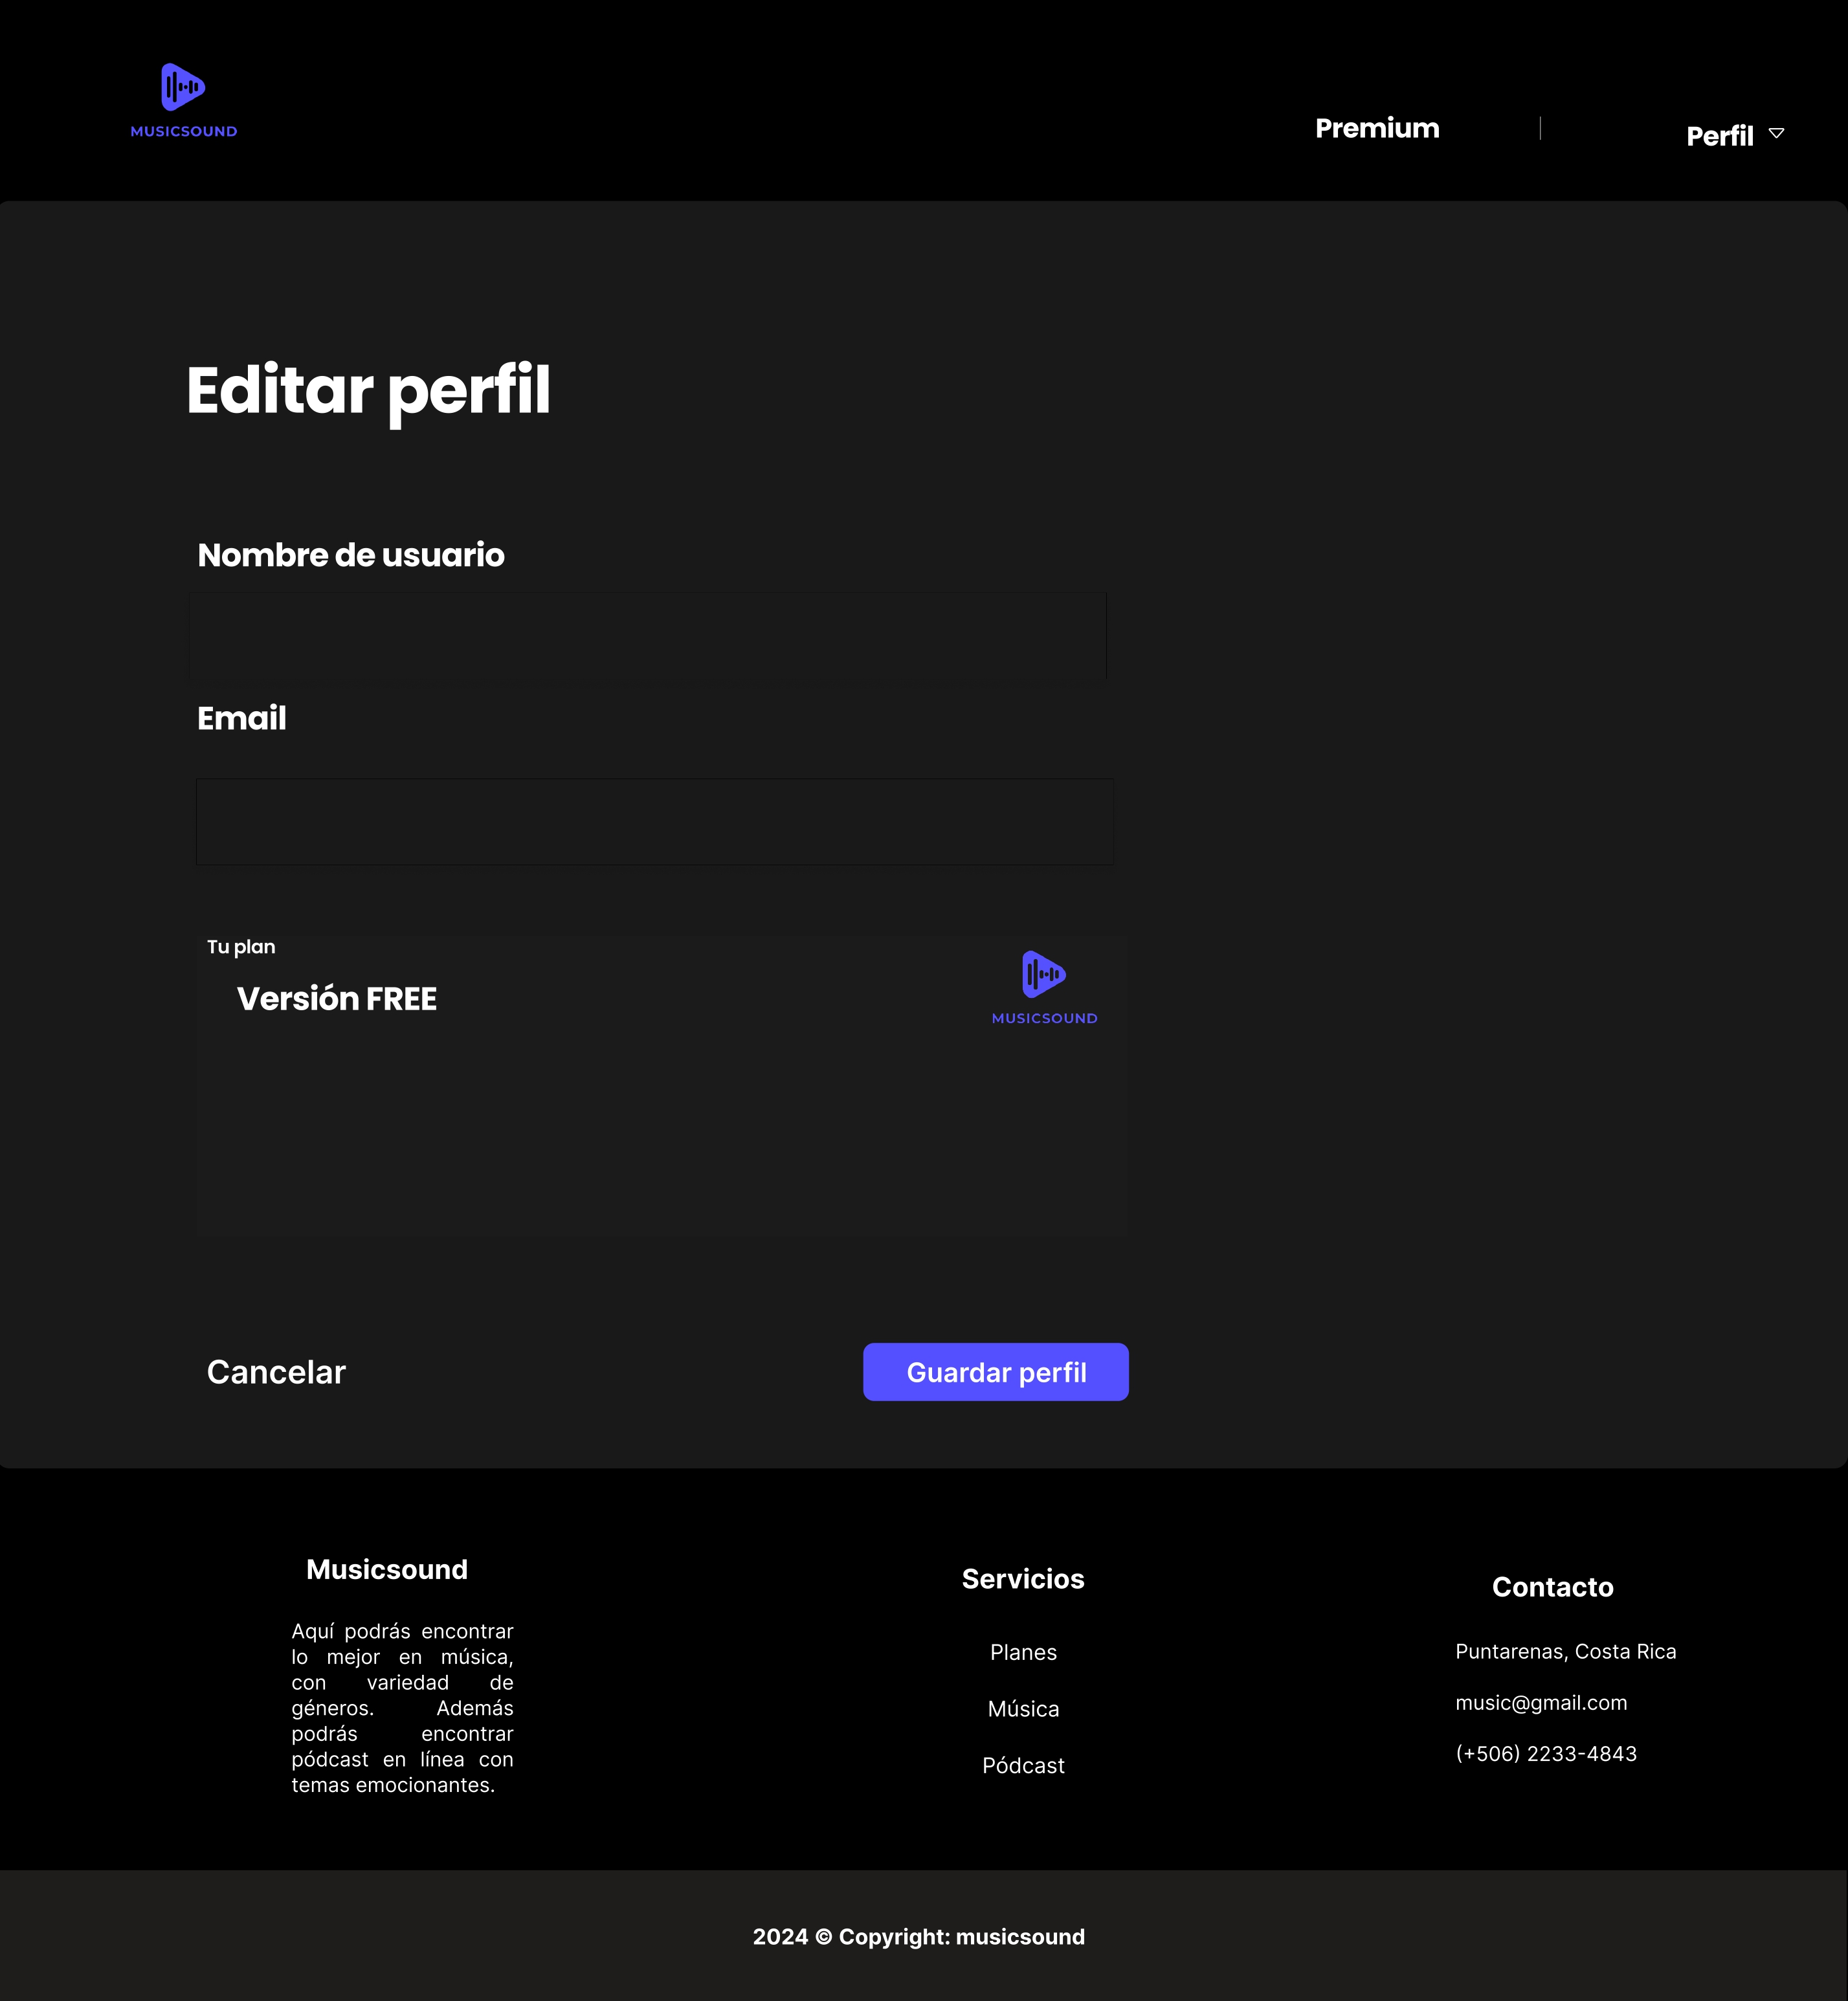 MUSICSOUND
Premium
Perfil
Editar perfil
Nombre de usuario
Email
Tu plan
Versión FREE
MUSICSOUND
Cancelar
Guardar perfil
Musicsound
Aquí podrás encontrar
lo mejor en música,
con variedad de
géneros. Además
podrás encontrar
pódcast en línea con
temas emocionantes.
Servicios
Planes
Música
Pódcast
Contacto
Puntarenas, Costa Rica
music@gmail.com
(+506) 2233-4843
2024 © Copyright: musicsound